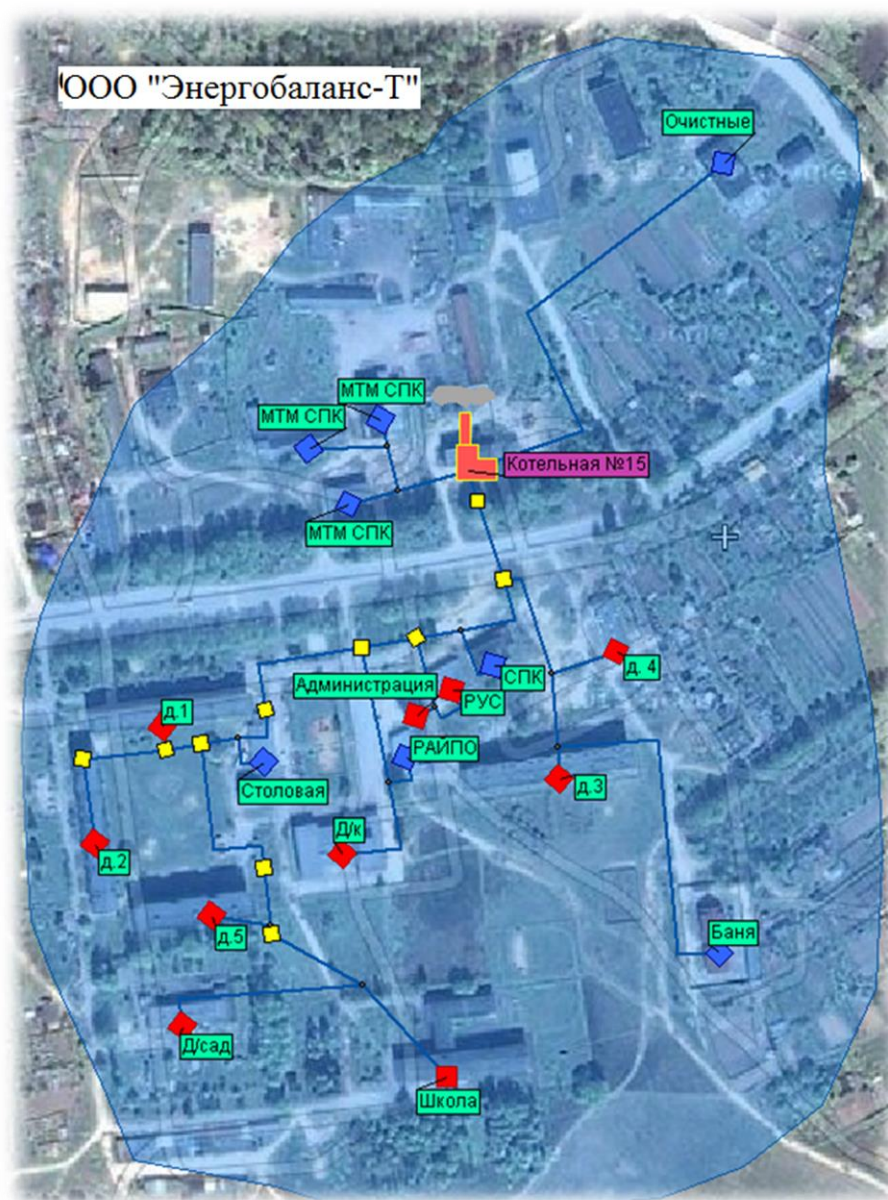 ООО "Энергобаланс-Т"
Очистные
МТМ СПК
МТМ СПК
Котельная №15
МТМ СПК
д. 4
СПК
Администрация
РУС
д.1
РАЙПО
Столовая
д.3
Д/к
д.2
Баня
д.5
Д/сад
Школа